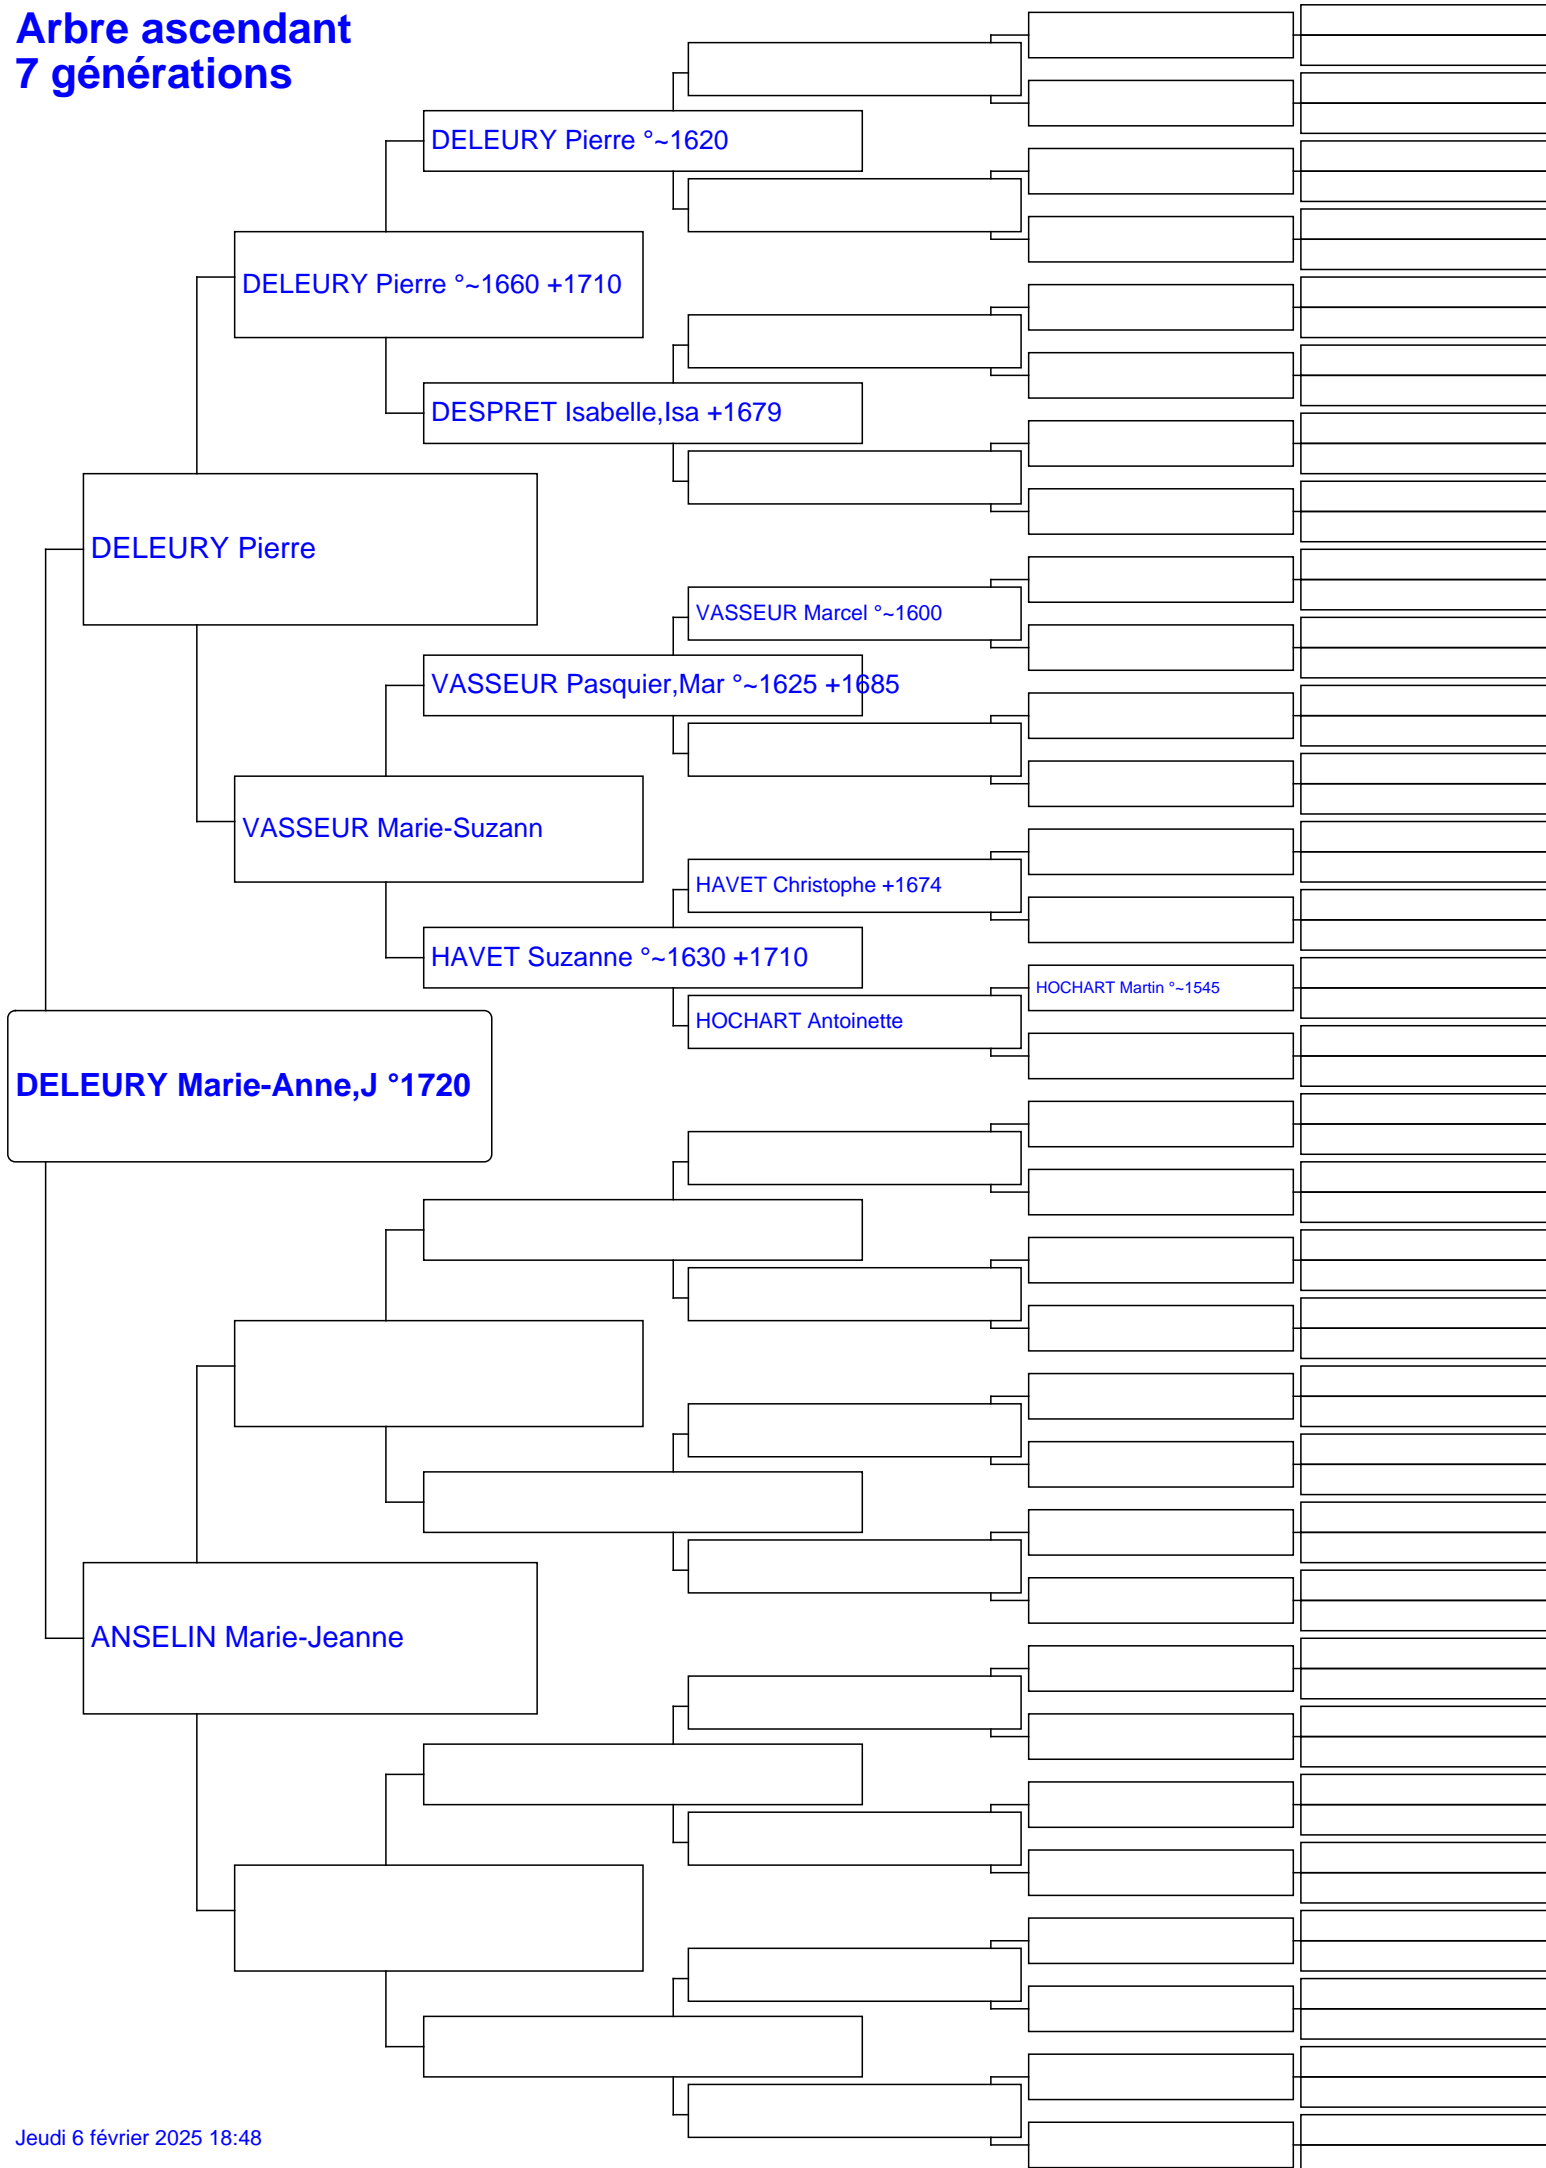 Arbre ascendant
7 générations
DELEURY Pierre °~1620
DELEURY Pierre °~1660 +1710
DESPRET Isabelle,Isa +1679
DELEURY Pierre
VASSEUR Marcel °~1600
VASSEUR Pasquier,Mar °~1625 +1685
VASSEUR Marie-Suzann
HAVET Christophe +1674
HAVET Suzanne °~1630 +1710
HOCHART Martin °~1545
HOCHART Antoinette
DELEURY Marie-Anne,J °1720
ANSELIN Marie-Jeanne
Jeudi 6 février 2025 18:48